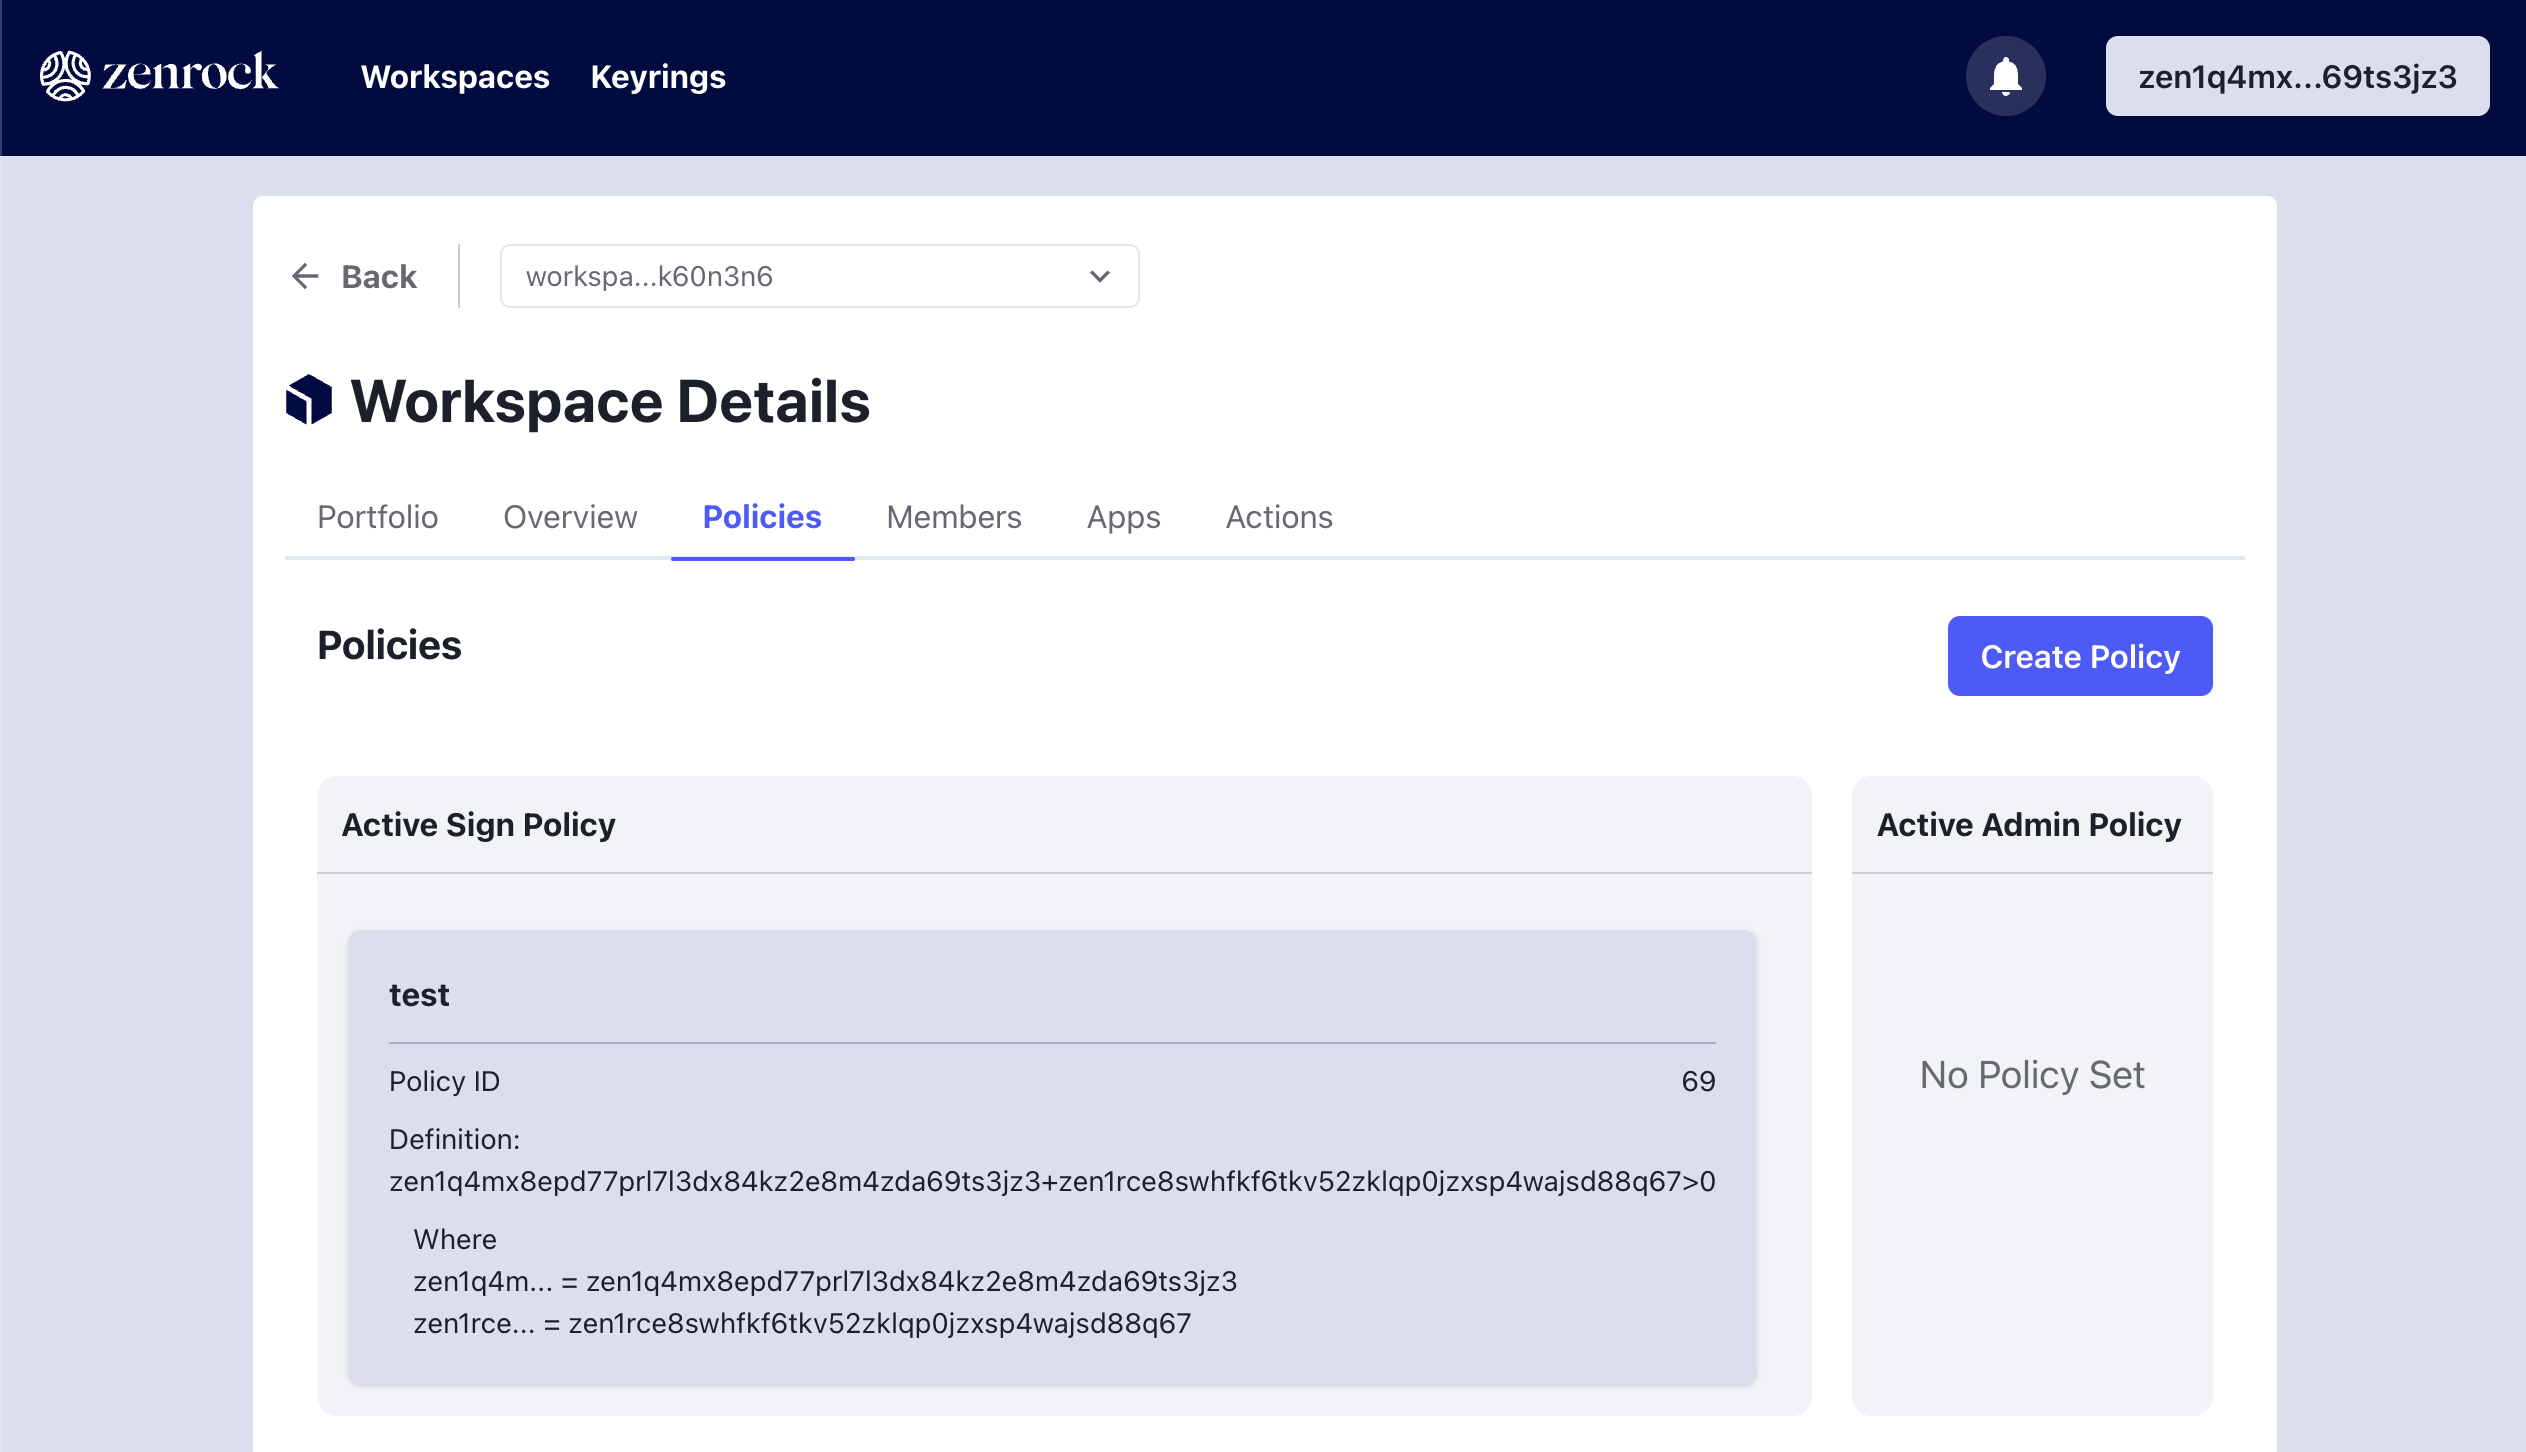 zenrock
Workspaces
Keyrings
zen1q4mx...69ts3jz3
Back
workspa...k60n3n6
Workspace Details
Portfolio
Overview
Policies
Members
Apps
Actions
Policies
Create Policy
Active Sign Policy
test
Policy ID
69
Definition:
zen1q4mx8epd77prl7l3dx84kz2e8m4zda69ts3jz3+zen1rce8swhfkf6tkv52zklqp0jzxsp4wajsd88q67>0
Where
zen1q4m... = zen1q4mx8epd77prl7l3dx84kz2e8m4zda69ts3jz3
zen1rce... = zen1rce8swhfkf6tkv52zklqp0jzxsp4wajsd88q67
Active Admin Policy
No Policy Set